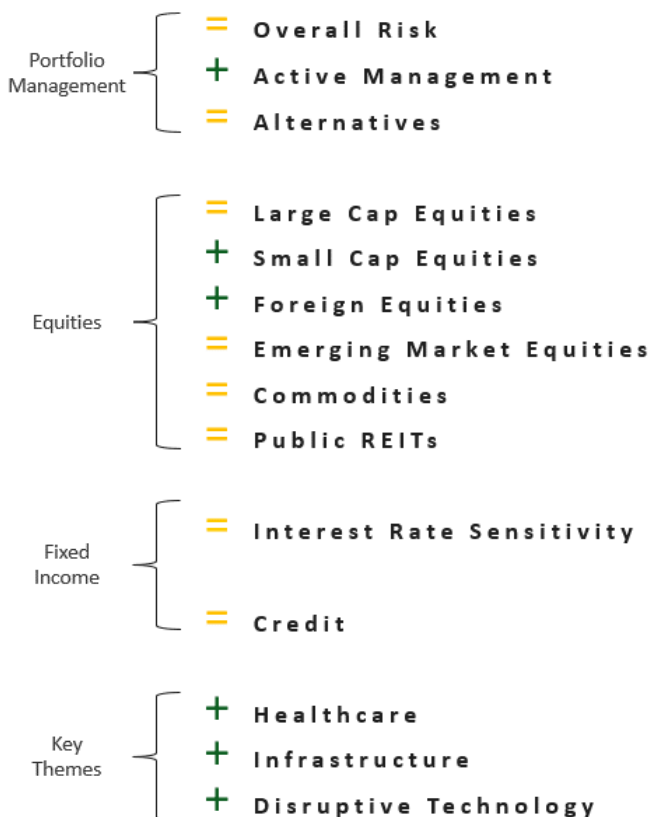 Portfolio
Management
= Overall Risk
+ Active Management
= Alternatives
Equities
= Large Cap Equities
+ Small Cap Equities
+ Foreign Equities
= Emerging Market Equities
= Commodities
= Public REITs
Fixed
Income
= Interest Rate Sensitivity
= Credit
Key
Themes
+ Healthcare
+ Infrastructure
+ Disruptive Technology